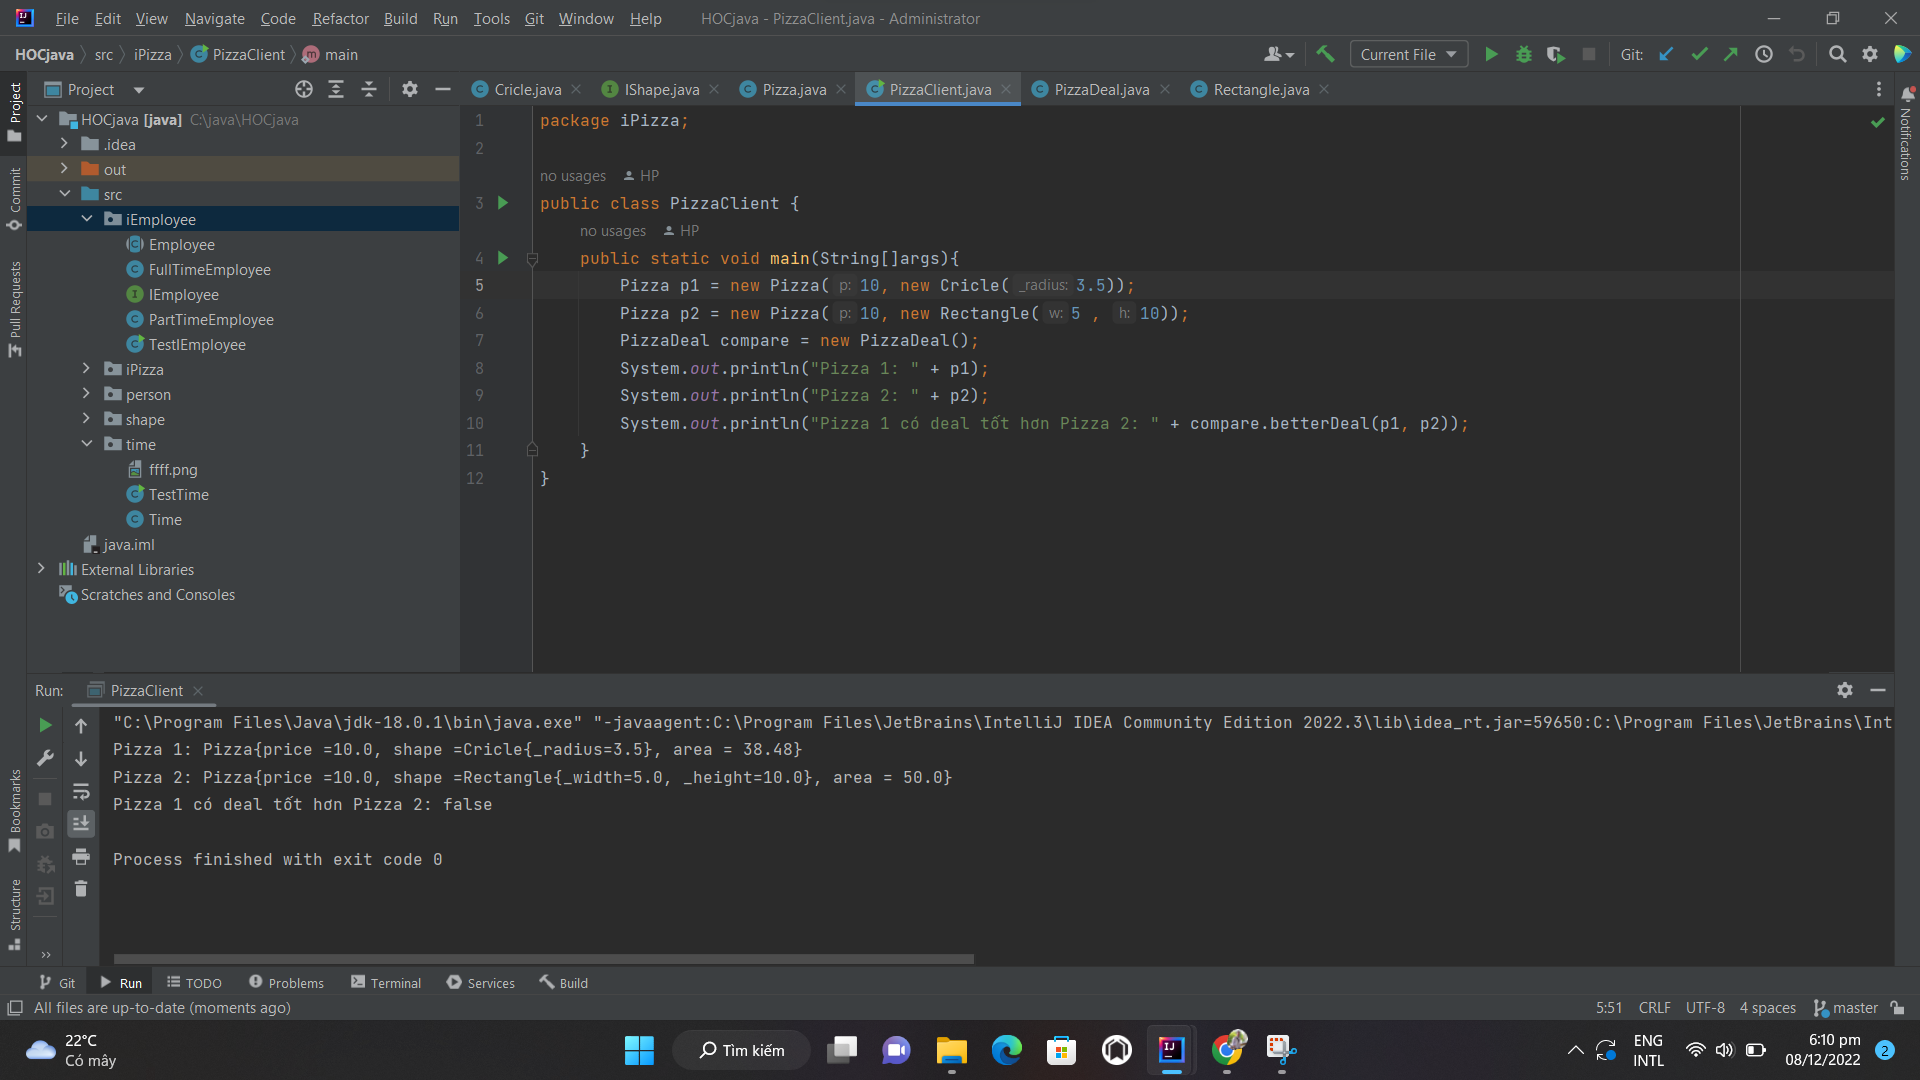 File Edit View Navigate Code Refactor Build Run Tools Git Window Help HOCjava - PizzaClient.java - Administrator
HOCjava src iPizza PizzaClient main Current File Git:
Project
Cricle.java IShape.java Pizza.java PizzaClient.java PizzaDeal.java Rectangle.java
Project
Commit
Pull Requests
Bookmarks
Structure
Notifications
HOCjava [java] C:\java\HOCjava
.idea
out
src
iEmployee
Employee
FullTimeEmployee
IEmployee
PartTimeEmployee
TestIEmployee
iPizza
person
shape
time
ffff.png
TestTime
Time
java.iml
External Libraries
Scratches and Consoles
1 package iPizza;
2
no usages HP
3 public class PizzaClient {
no usages HP
4 public static void main(String[]args){
5 Pizza p1 = new Pizza( p: 10, new Cricle( _radius: 3.5));
6 Pizza p2 = new Pizza( p: 10, new Rectangle( w: 5 , h: 10));
7 PizzaDeal compare = new PizzaDeal();
8 System.out.println("Pizza 1: " + p1);
9 System.out.println("Pizza 2: " + p2);
10 System.out.println("Pizza 1 có deal tốt hơn Pizza 2: " + compare.betterDeal(p1, p2));
11 }
12 }
Run: PizzaClient
"C:\Program Files\Java\jdk-18.0.1\bin\java.exe" "-javaagent:C:\Program Files\JetBrains\IntelliJ IDEA Community Edition 2022.3\lib\idea_rt.jar=59650:C:\Program Files\JetBrains\Int
Pizza 1: Pizza{price =10.0, shape =Cricle{_radius=3.5}, area = 38.48}
Pizza 2: Pizza{price =10.0, shape =Rectangle{_width=5.0, _height=10.0}, area = 50.0}
Pizza 1 có deal tốt hơn Pizza 2: false
Process finished with exit code 0
Git Run TODO Problems Terminal Services Build
All files are up-to-date (moments ago) 5:51 CRLF UTF-8 4 spaces master
22°C
Có mây
Tìm kiếm
ENG
INTL
6:10 pm
08/12/2022
2